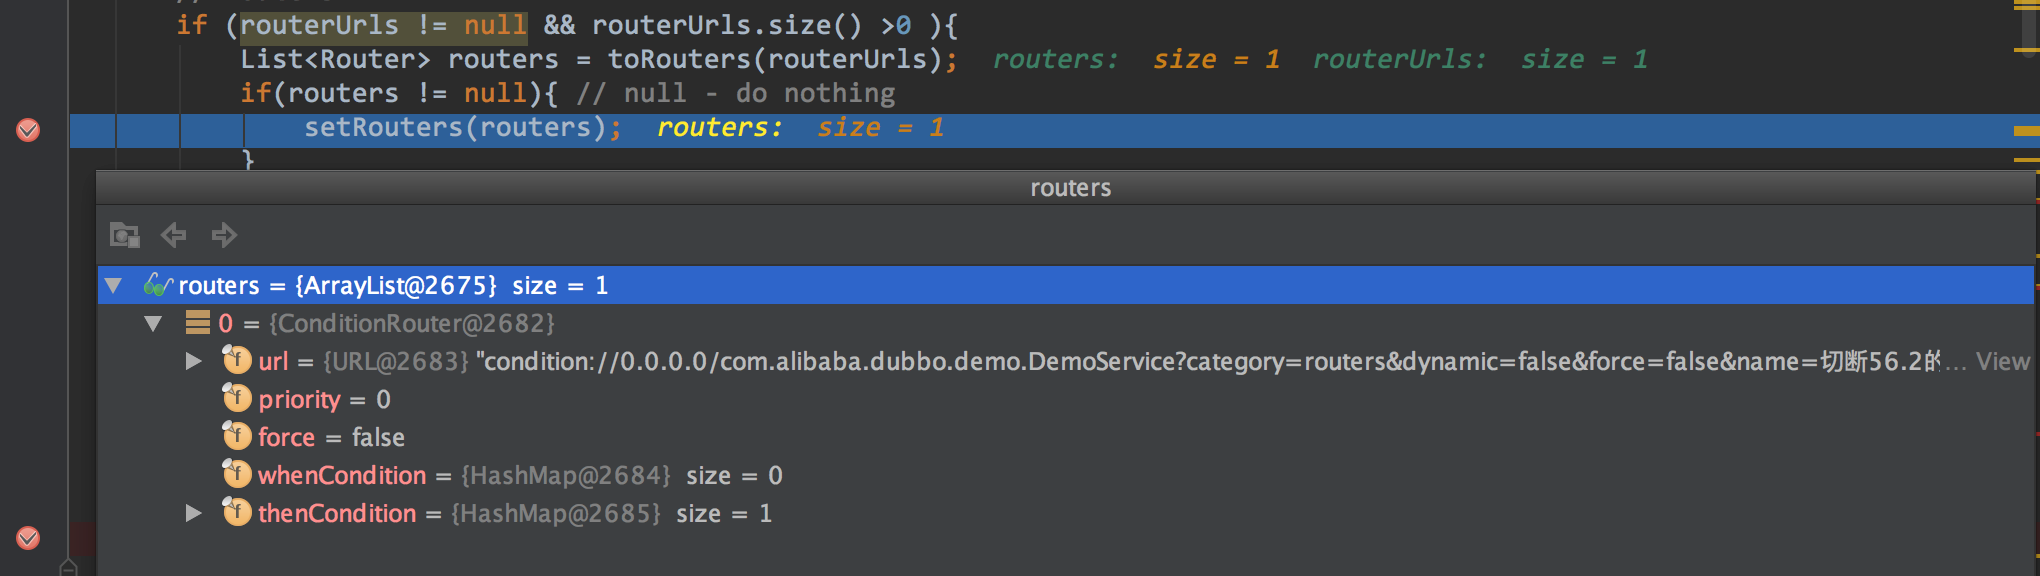 if (routerUrls != null && routerUrls.size() >0 ){
List<Router> routers = toRouters(routerUrls); routers: size = 1 routerUrls: size = 1
if(routers != null){ // null - do nothing
setRouters(routers); routers: size = 1
}
routers
routers = {ArrayList@2675} size = 1
0 = {ConditionRouter@2682}
url = {URL@2683} "condition://0.0.0.0/com.alibaba.dubbo.demo.DemoService?category=routers&dynamic=false&force=false&name=切断56.2的... View
priority = 0
force = false
whenCondition = {HashMap@2684} size = 0
thenCondition = {HashMap@2685} size = 1